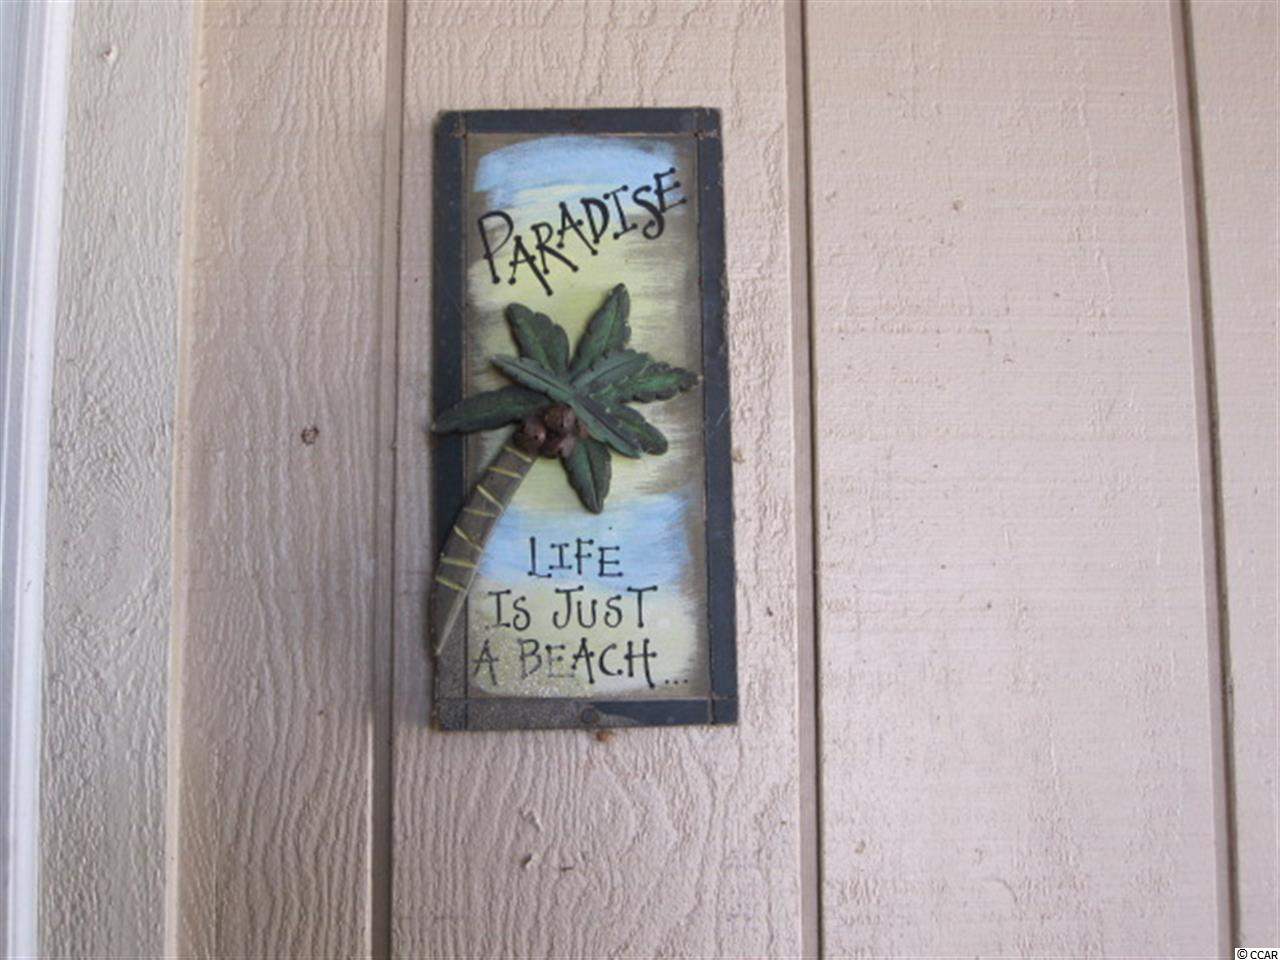 PARADISE
LIFE
IS JUST
A BEACH...
© CCAR